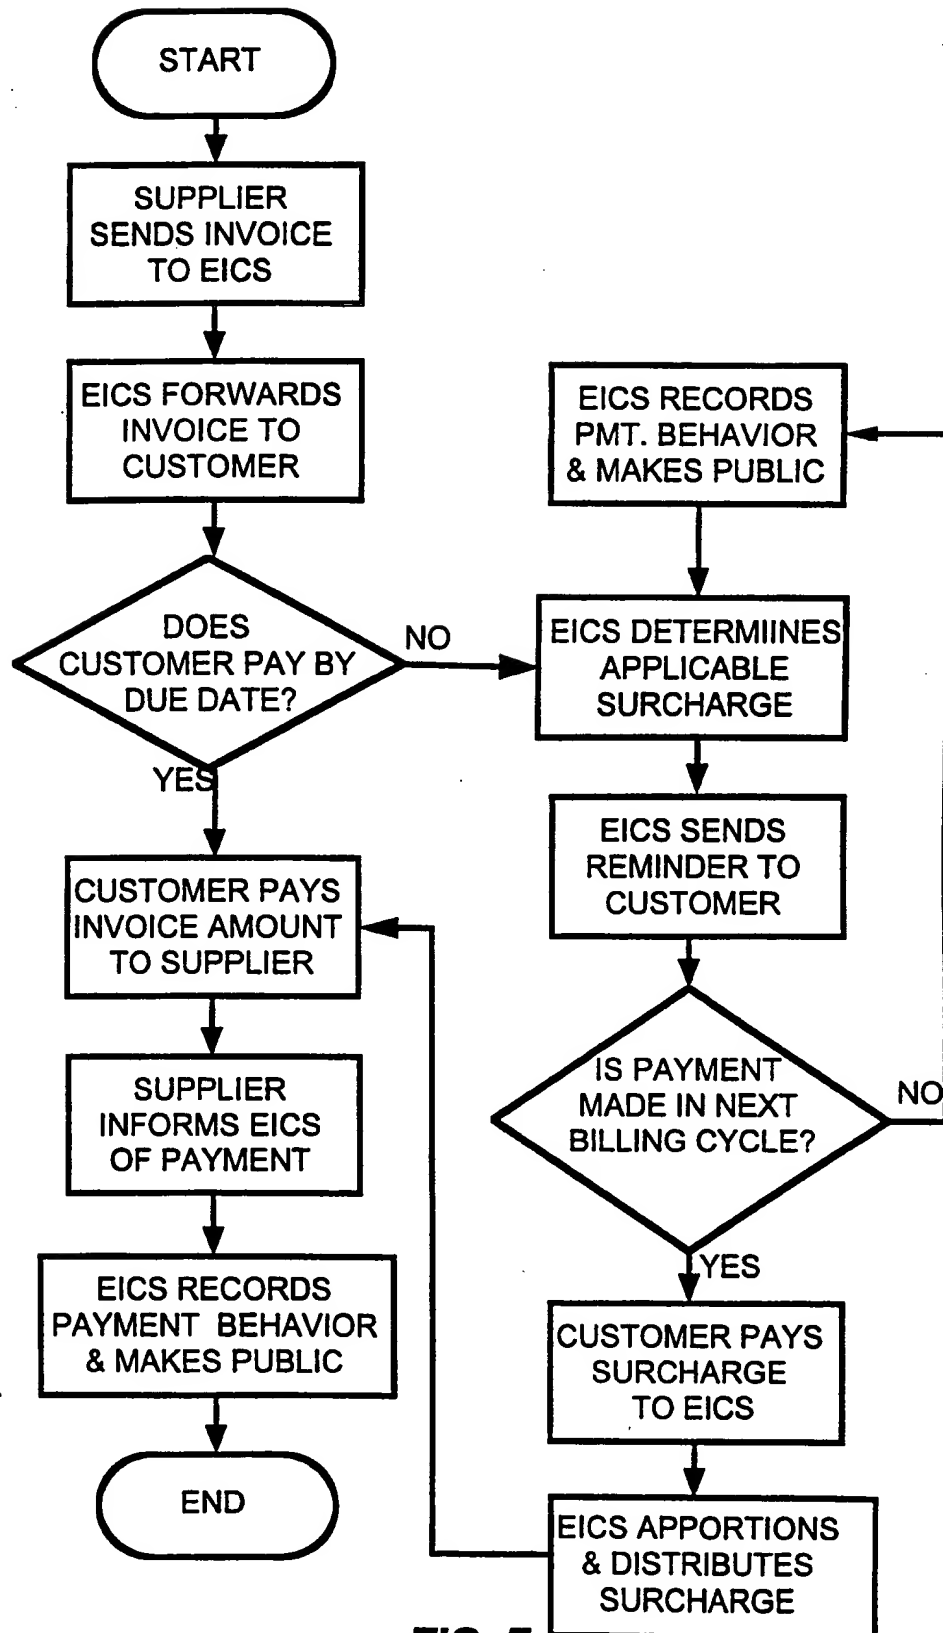 START
SUPPLIER
SENDS INVOICE
TO EICS
EICS FORWARDS
INVOICE TO
CUSTOMER
DOES
CUSTOMER PAY BY
DUE DATE?
NO
YES
CUSTOMER PAYS
INVOICE AMOUNT
TO SUPPLIER
SUPPLIER
INFORMS EICS
OF PAYMENT
EICS RECORDS
PAYMENT BEHAVIOR
& MAKES PUBLIC
END
EICS RECORDS
PMT. BEHAVIOR
& MAKES PUBLIC
EICS DETERMIINES
APPLICABLE
SURCHARGE
EICS SENDS
REMINDER TO
CUSTOMER
IS PAYMENT
MADE IN NEXT
BILLING CYCLE?
NO
YES
CUSTOMER PAYS
SURCHARGE
TO EICS
EICS APPORTIONS
& DISTRIBUTES
SURCHARGE
FIG.